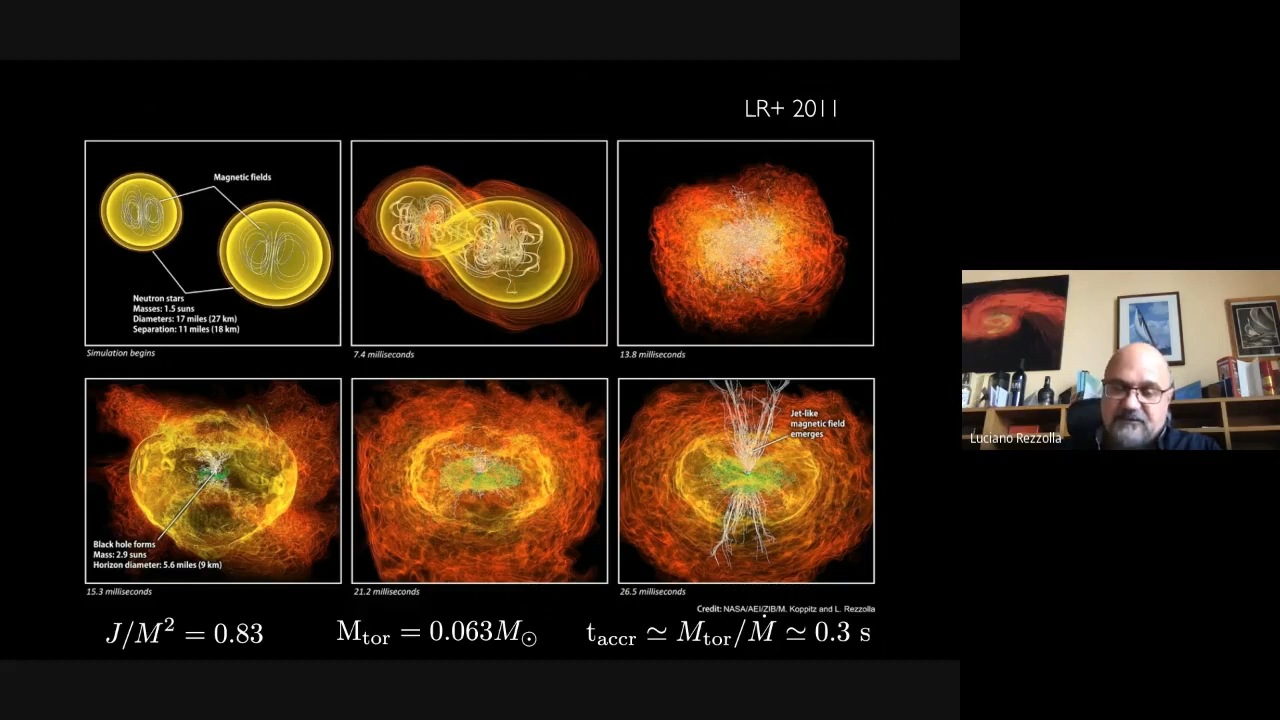 LR+ 2011
Magnetic fields
Neutron stars
Masses: 1.5 suns
Diameters: 17 miles (27 km)
Separation: 11 miles (18 km)
Simulation begins
7.4 milliseconds
13.8 milliseconds
Jet-like
magnetic field
emerges
Black hole forms
Mass: 2.9 suns
Horizon diameter: 5.6 miles (9 km)
15.3 milliseconds
21.2 milliseconds
26.5 milliseconds
Credit: NASA/AEI/ZIB/M. Koppitz and L. Rezzolla
J/M² = 0.83
M_tor = 0.063M_⊙
t_accr ≃ M_tor/Ṁ ≃ 0.3 s
Luciano Rezzolla